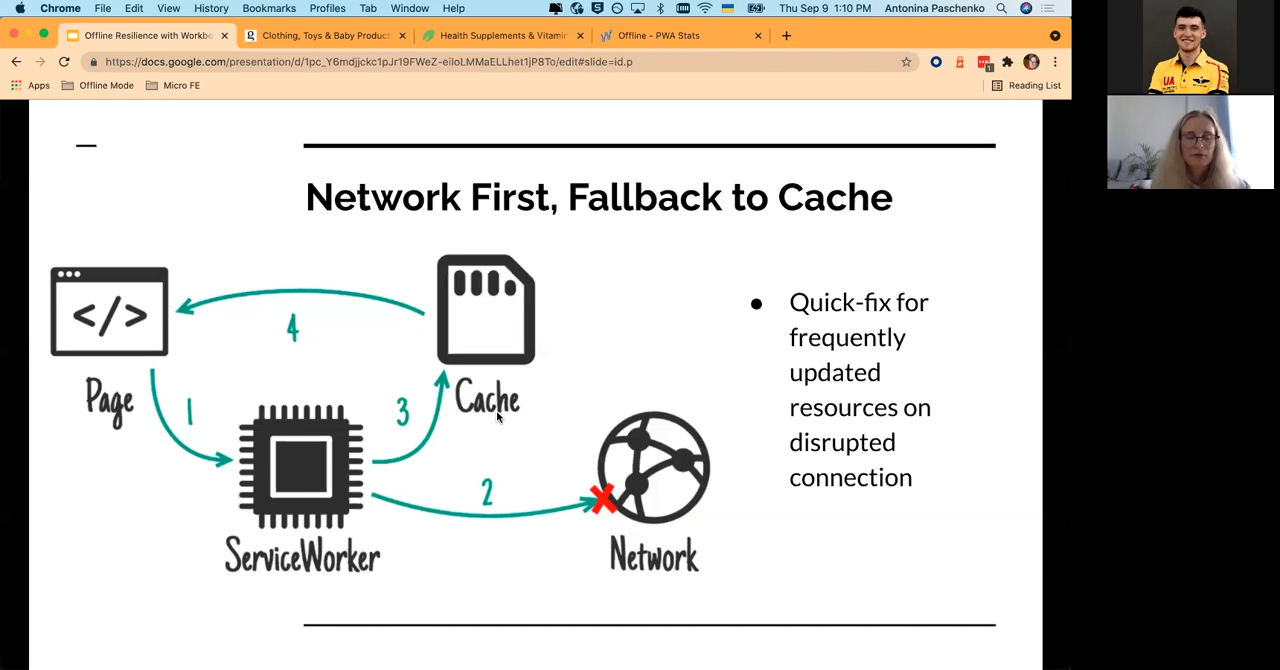 Chrome File Edit View History Bookmarks Profiles Tab Window Help
Thu Sep 9 1:10 PM Antonina Paschenko
Offline Resilience with Workbo
Clothing, Toys & Baby Product
Health Supplements & Vitamin
Offline - PWA Stats
https://docs.google.com/presentation/d/1pc_Y6mdjjckc1pJr19FWeZ-eiIoLMMaELLhet1jP8To/edit#slide=id.p
Apps Offline Mode Micro FE Reading List
Network First, Fallback to Cache
4
Page
1
3
Cache
2
ServiceWorker
Network
● Quick-fix for
frequently
updated
resources on
disrupted
connection
UA